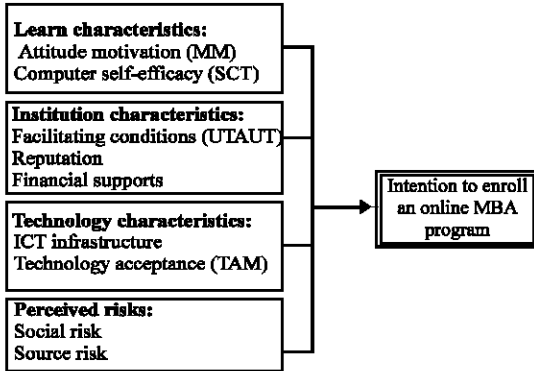 Learn characteristics:
Attitude motivation (MM)
Computer self-efficacy (SCT)
Institution characteristics:
Facilitating conditions (UTAUT)
Reputation
Financial supports
Technology characteristics:
ICT infrastructure
Technology acceptance (TAM)
Perceived risks:
Social risk
Source risk
Intention to enroll
an online MBA
program